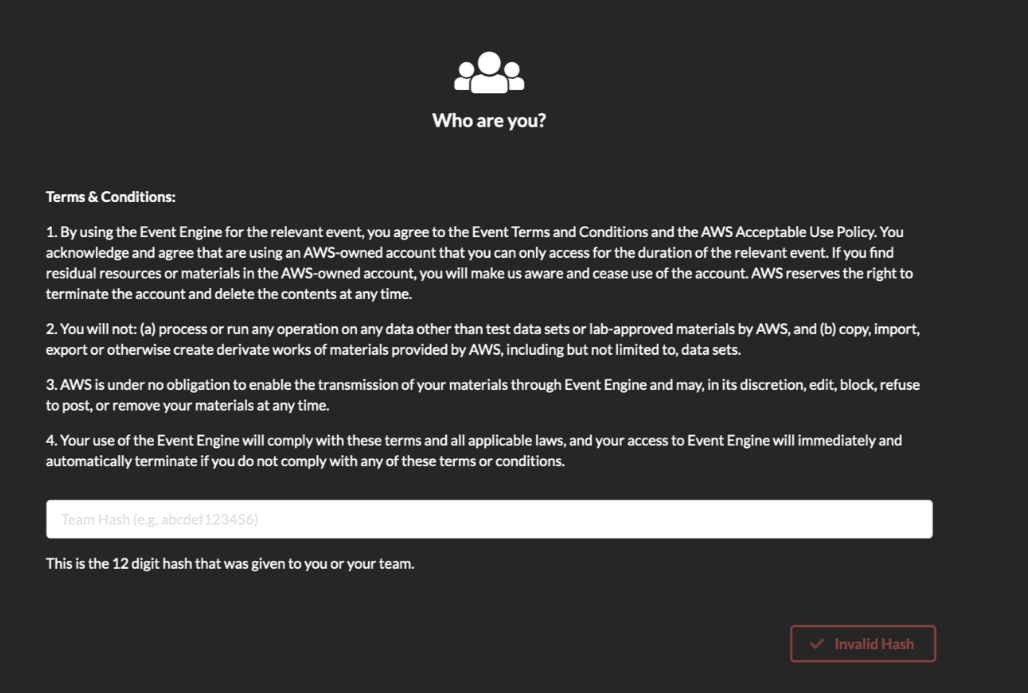 Who are you?
Terms & Conditions:
1. By using the Event Engine for the relevant event, you agree to the Event Terms and Conditions and the AWS Acceptable Use Policy. You
acknowledge and agree that are using an AWS-owned account that you can only access for the duration of the relevant event. If you find
residual resources or materials in the AWS-owned account, you will make us aware and cease use of the account. AWS reserves the right to
terminate the account and delete the contents at any time.
2. You will not: (a) process or run any operation on any data other than test data sets or lab-approved materials by AWS, and (b) copy, import,
export or otherwise create derivate works of materials provided by AWS, including but not limited to, data sets.
3. AWS is under no obligation to enable the transmission of your materials through Event Engine and may, in its discretion, edit, block, refuse
to post, or remove your materials at any time.
4. Your use of the Event Engine will comply with these terms and all applicable laws, and your access to Event Engine will immediately and
automatically terminate if you do not comply with any of these terms or conditions.
Team Hash (e.g. abcdef123456)
This is the 12 digit hash that was given to you or your team.
Invalid Hash